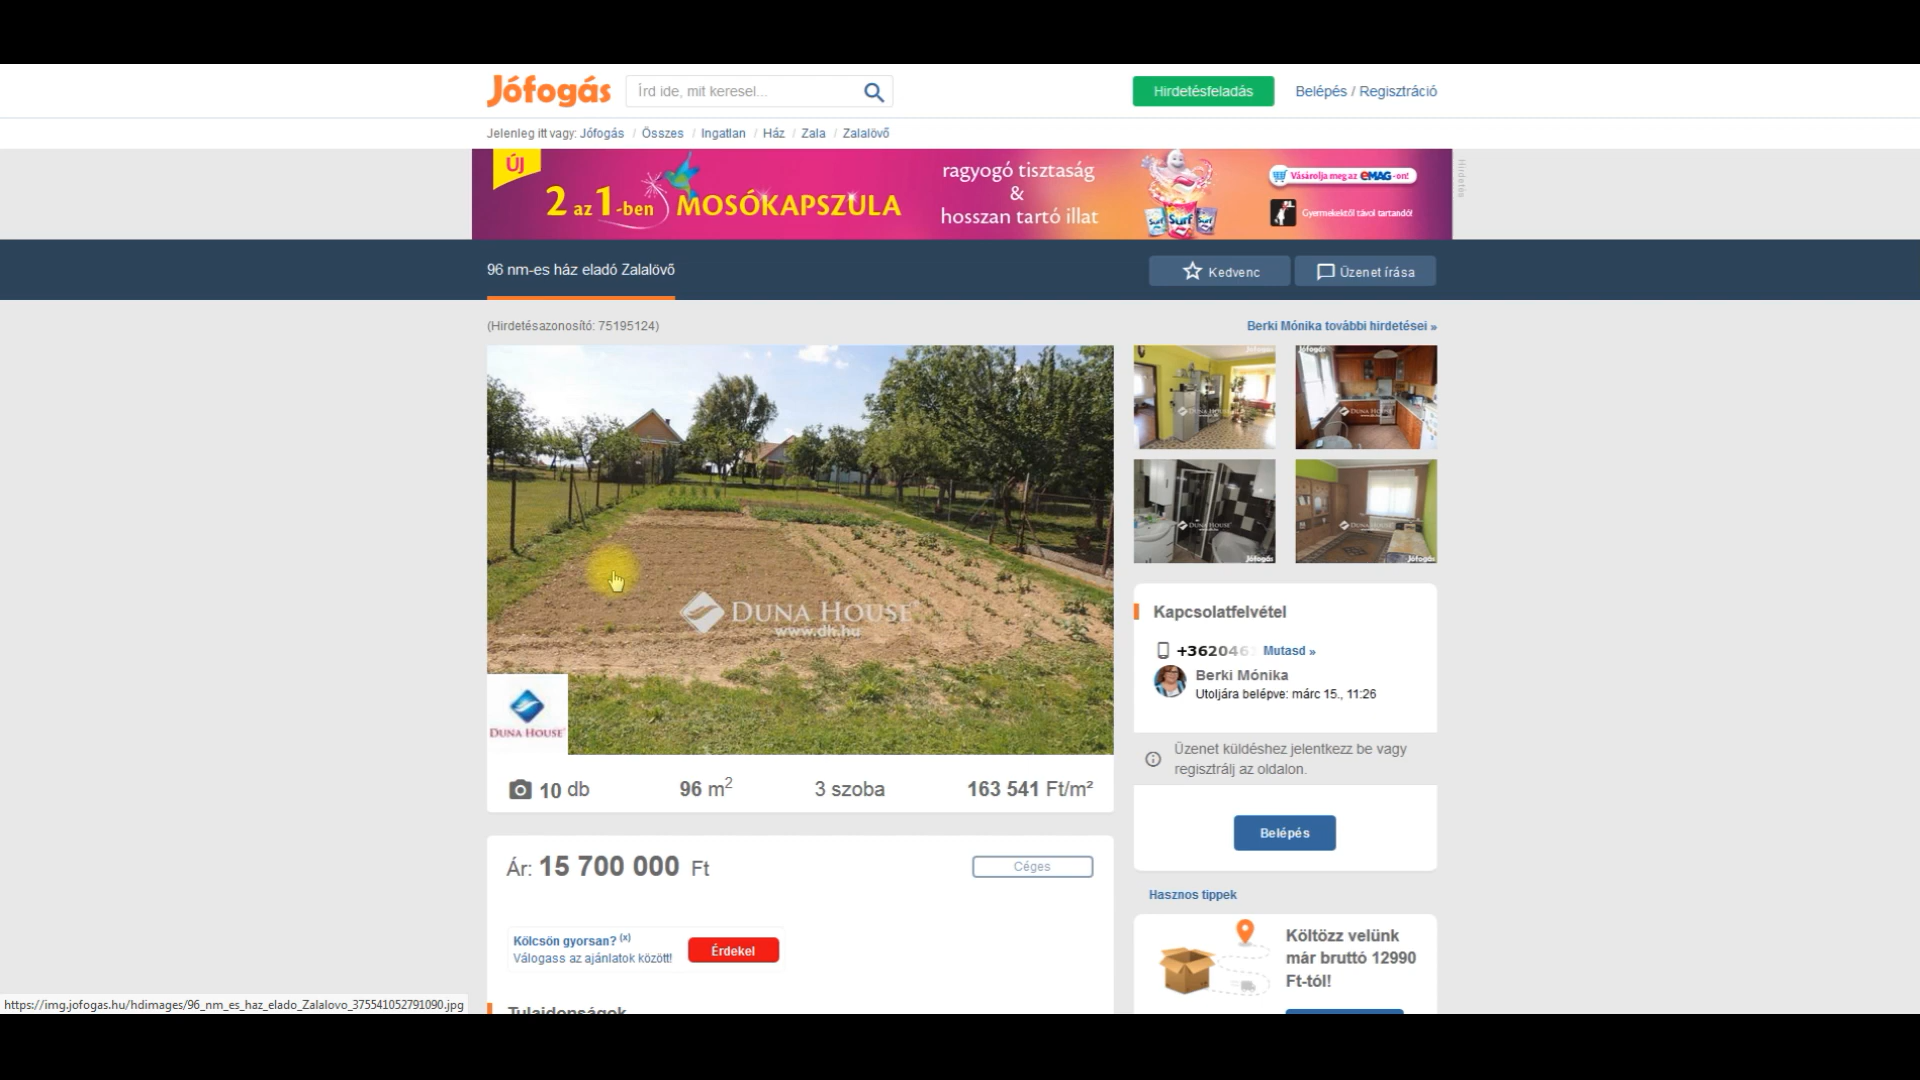 Jófogás
Írd ide, mit keresel...
Hirdetésfeladás
Belépés / Regisztráció
Jelenleg itt vagy: Jófogás / Összes / Ingatlan / Ház / Zala / Zalalövő
ÚJ
2 az 1-ben MOSÓKAPSZULA
ragyogó tisztaság
&
hosszan tartó illat
Surf
Vásárolja meg az eMAG-on!
Gyermekektől távol tartandó!
Hirdetés
96 nm-es ház eladó Zalalövő
Kedvenc
Üzenet írása
(Hirdetésazonosító: 75195124)
Berki Mónika további hirdetései »
DUNA HOUSE
www.dh.hu
DUNA HOUSE
10 db
96 m²
3 szoba
163 541 Ft/m²
Ár: 15 700 000 Ft
Céges
Kölcsön gyorsan? (x)
Válogass az ajánlatok között!
Érdekel
Tulajdonságok
Kapcsolatfelvétel
+3620461 Mutasd »
Berki Mónika
Utoljára belépve: márc 15., 11:26
Üzenet küldéshez jelentkezz be vagy
regisztrálj az oldalon.
Belépés
Hasznos tippek
Költözz velünk
már bruttó 12990
Ft-tól!
https://img.jofogas.hu/hdimages/96_nm_es_haz_elado_Zalalovo_375541052791090.jpg